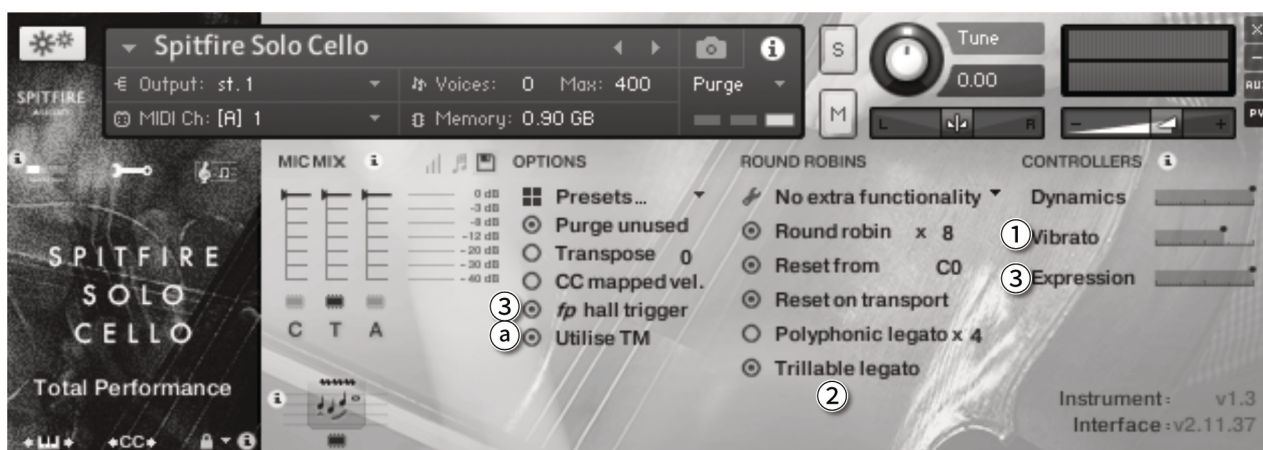 Spitfire Solo Cello
S
Tune
SPITFIRE
Output: st.1
Voices: 0 Max: 400
Purge
0.00
MIDI Ch: [A] 1
Memory: 0.90 GB
M
L
R
- +
x
-
AUX
PV
MIC MIX
OPTIONS
ROUND ROBINS
CONTROLLERS
0 dB
-3 dB
-8 dB
-12 dB
-20 dB
-30 dB
-40 dB
Presets...
No extra functionality
Dynamics
Purge unused
Round robin x 8
1 Vibrato
Transpose 0
Reset from C0
3 Expression
CC mapped vel.
Reset on transport
3 fp hall trigger
Polyphonic legato x 4
a Utilise TM
Trillable legato
2
SPITFIRE
SOLO
CELLO
C T A
Total Performance
Instrument: v1.3
Interface: v2.11.37
CC